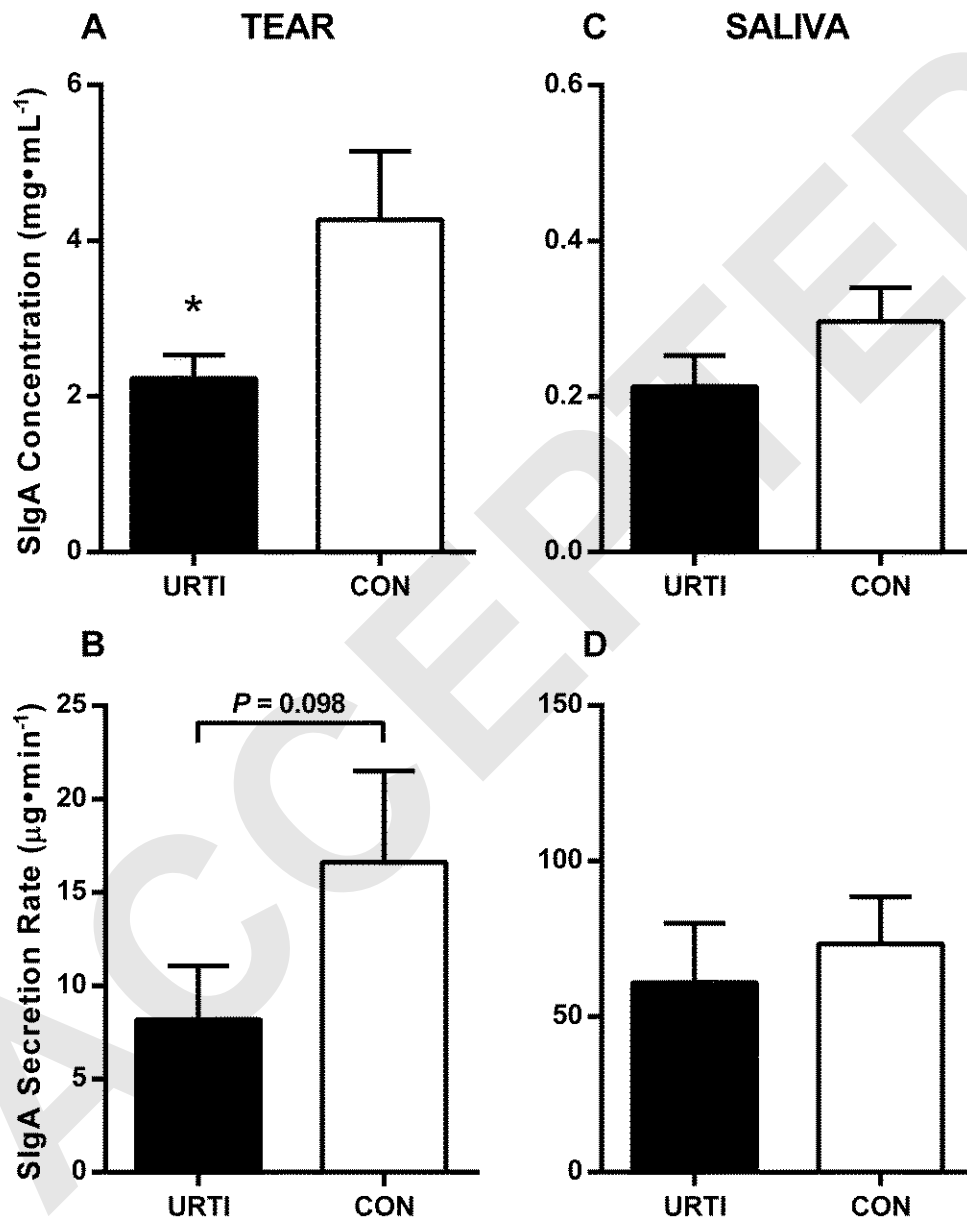 A TEAR
C SALIVA
SIgA Concentration (mg•mL-1)
6
4
2
0
*
URTI CON
0.6
0.4
0.2
0.0
URTI CON
B
SIgA Secretion Rate (µg•min-1)
25
20
15
10
5
0
P = 0.098
URTI CON
D
150
100
50
0
URTI CON
ACCEPTED